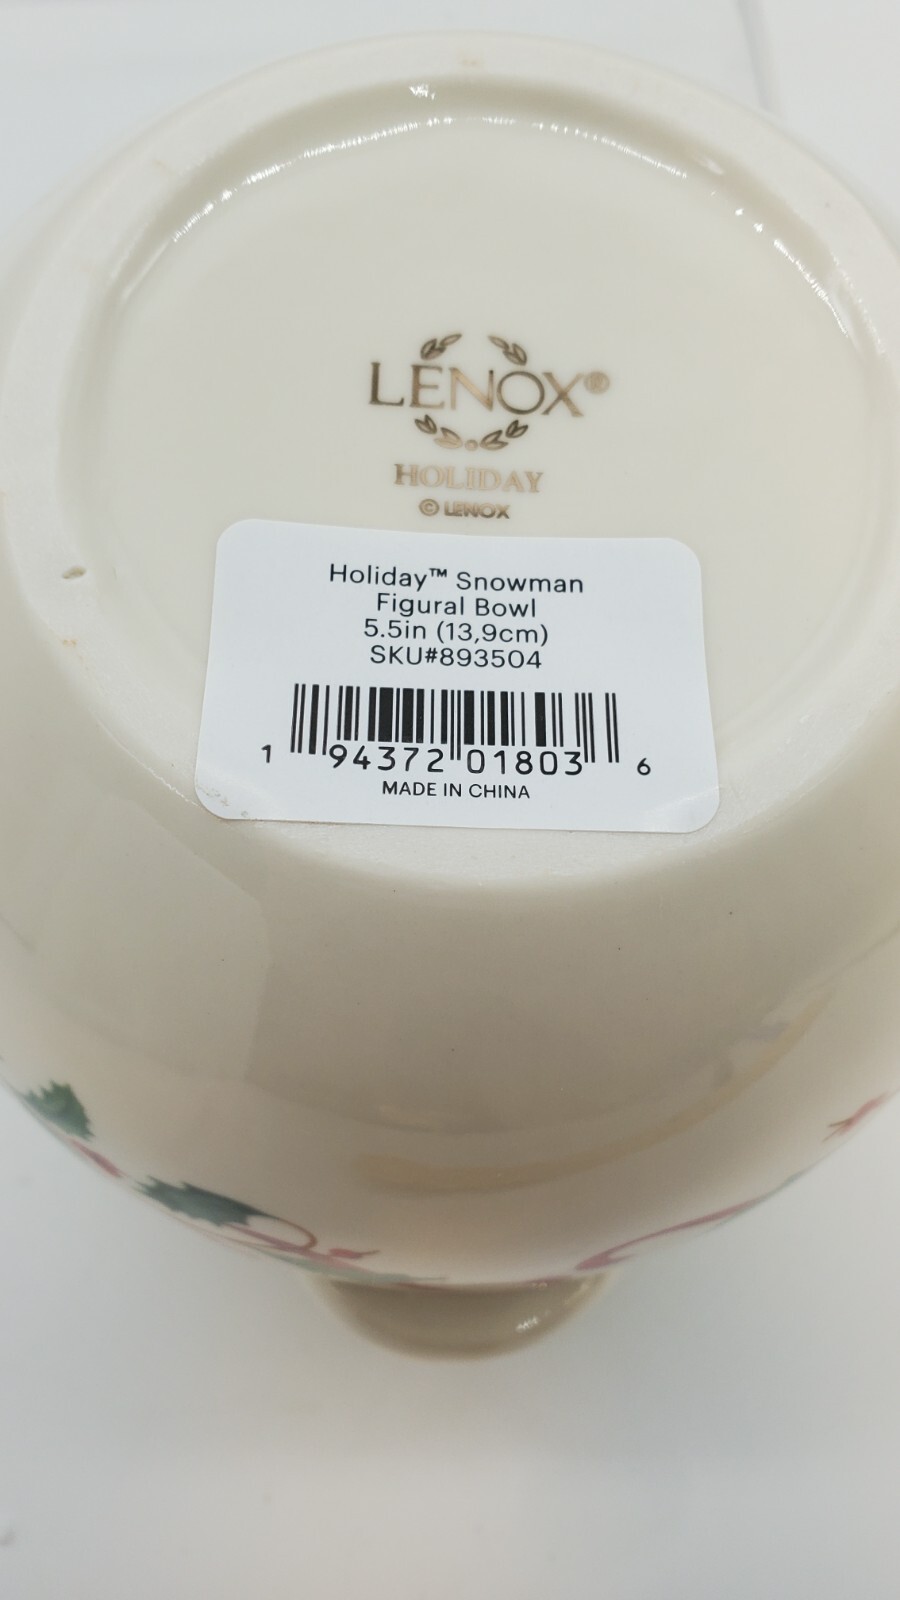 LENOX®
HOLIDAY
© LENOX
Holiday™ Snowman
Figural Bowl
5.5in (13,9cm)
SKU#893504
1 94372 01803 6
MADE IN CHINA